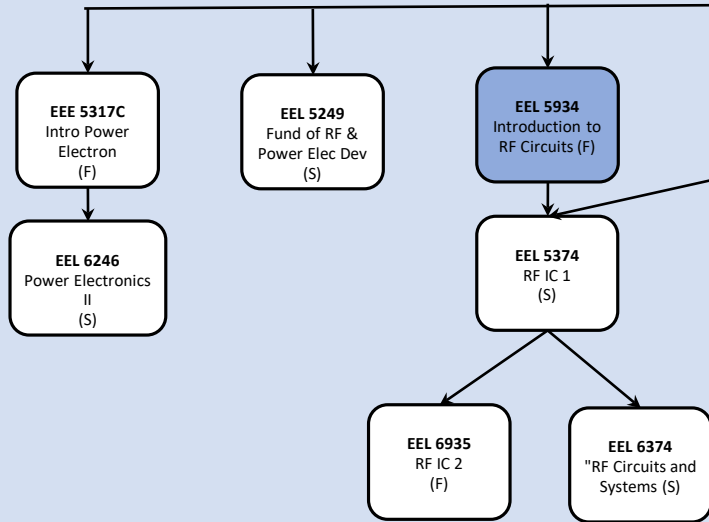 EEE 5317C
Intro Power
Electron
(F)
EEL 5249
Fund of RF &
Power Elec Dev
(S)
EEL 5934
Introduction to
RF Circuits (F)
EEL 6246
Power Electronics
II
(S)
EEL 5374
RF IC 1
(S)
EEL 6935
RF IC 2
(F)
EEL 6374
"RF Circuits and
Systems (S)